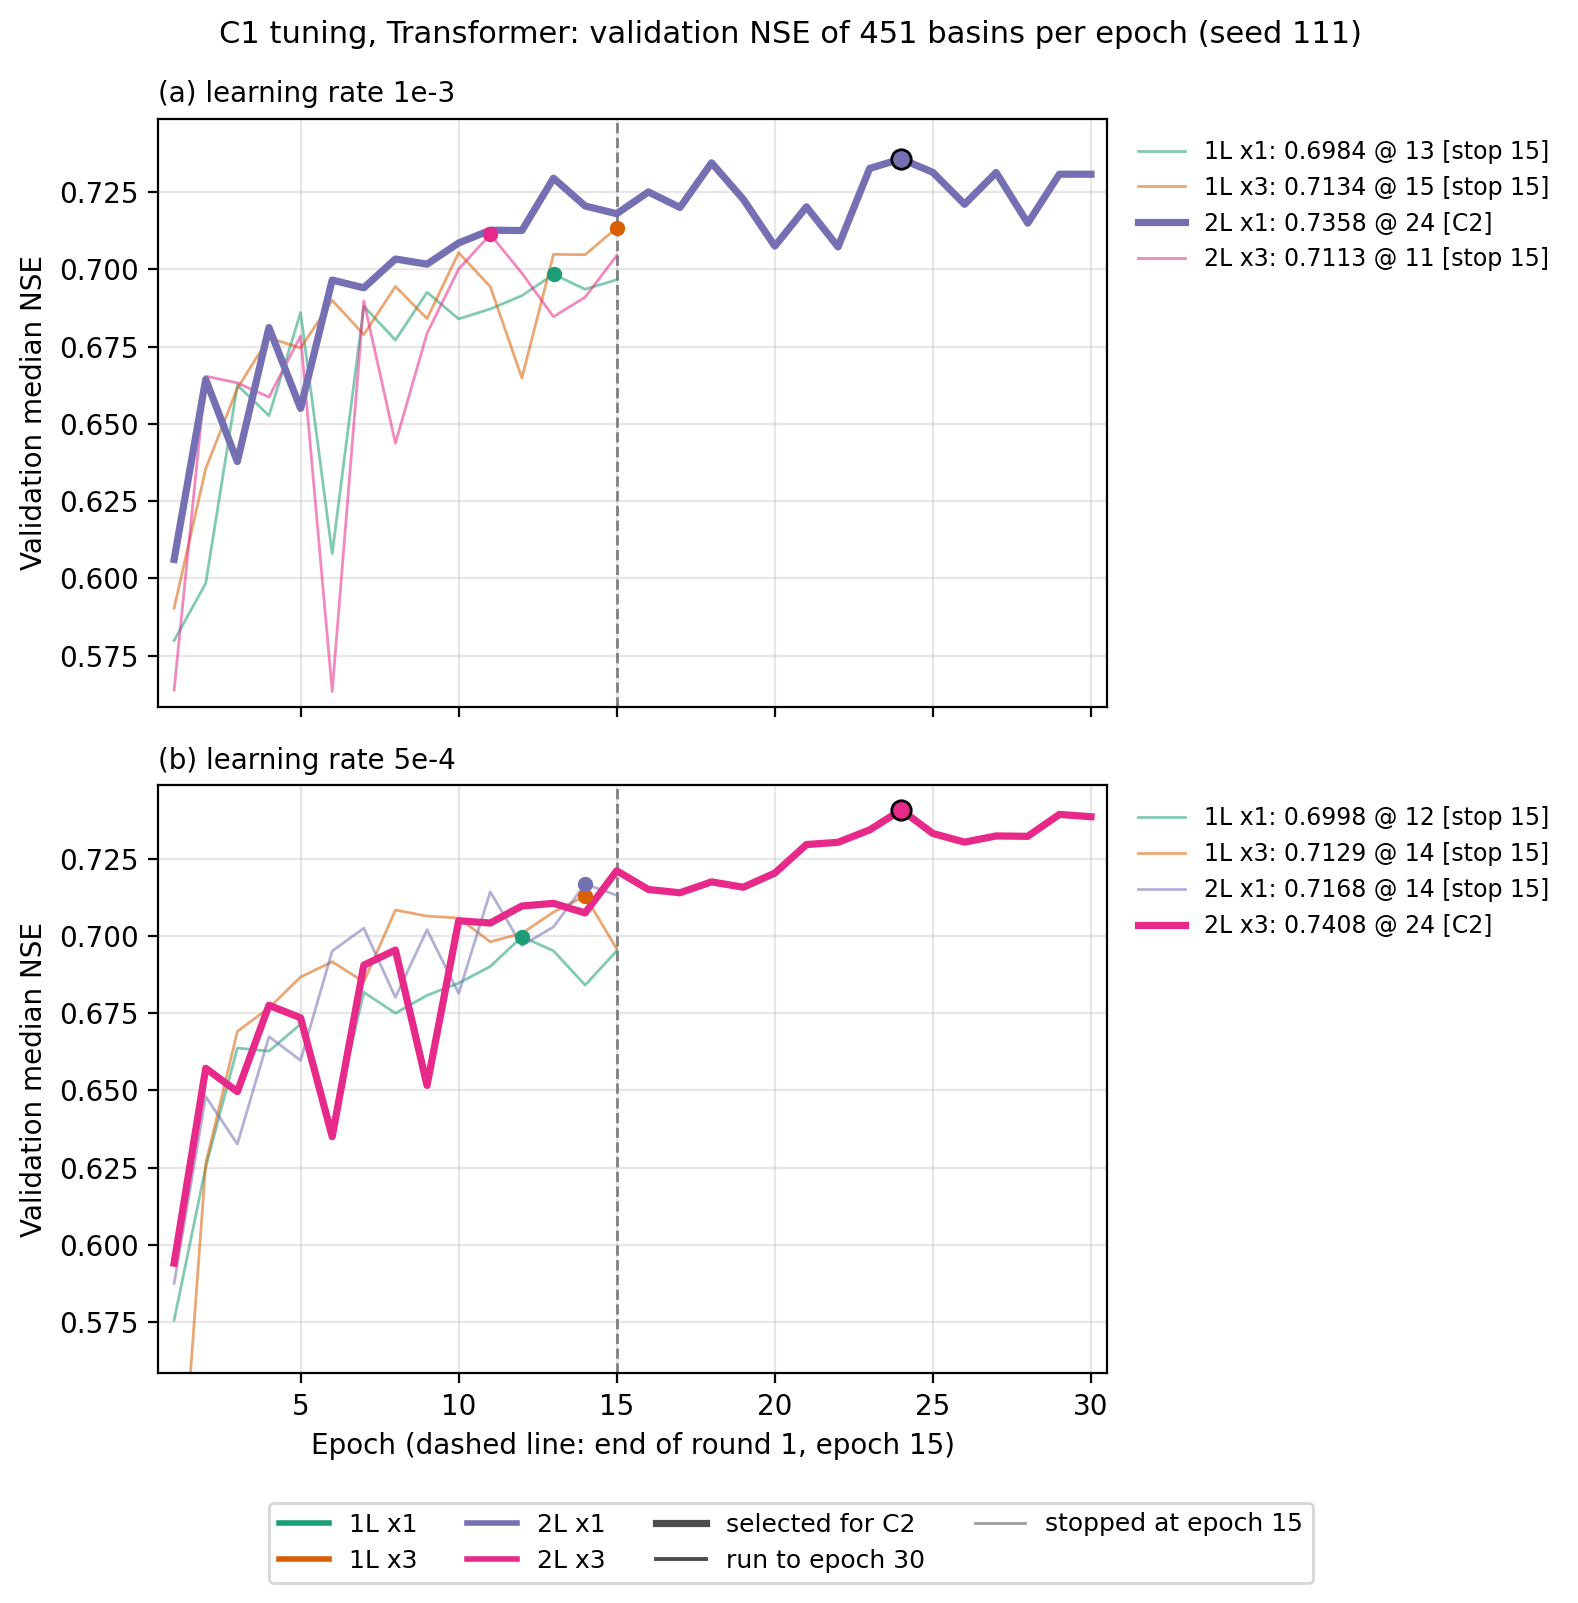 C1 tuning, Transformer: validation NSE of 451 basins per epoch (seed 111)
(a) learning rate 1e-3
Validation median NSE
0.725
0.700
0.675
0.650
0.625
0.600
0.575
1L x1: 0.6984 @ 13 [stop 15]
1L x3: 0.7134 @ 15 [stop 15]
2L x1: 0.7358 @ 24 [C2]
2L x3: 0.7113 @ 11 [stop 15]
(b) learning rate 5e-4
Validation median NSE
0.725
0.700
0.675
0.650
0.625
0.600
0.575
1L x1: 0.6998 @ 12 [stop 15]
1L x3: 0.7129 @ 14 [stop 15]
2L x1: 0.7168 @ 14 [stop 15]
2L x3: 0.7408 @ 24 [C2]
5 10 15 20 25 30
Epoch (dashed line: end of round 1, epoch 15)
1L x1 2L x1 selected for C2 stopped at epoch 15
1L x3 2L x3 run to epoch 30